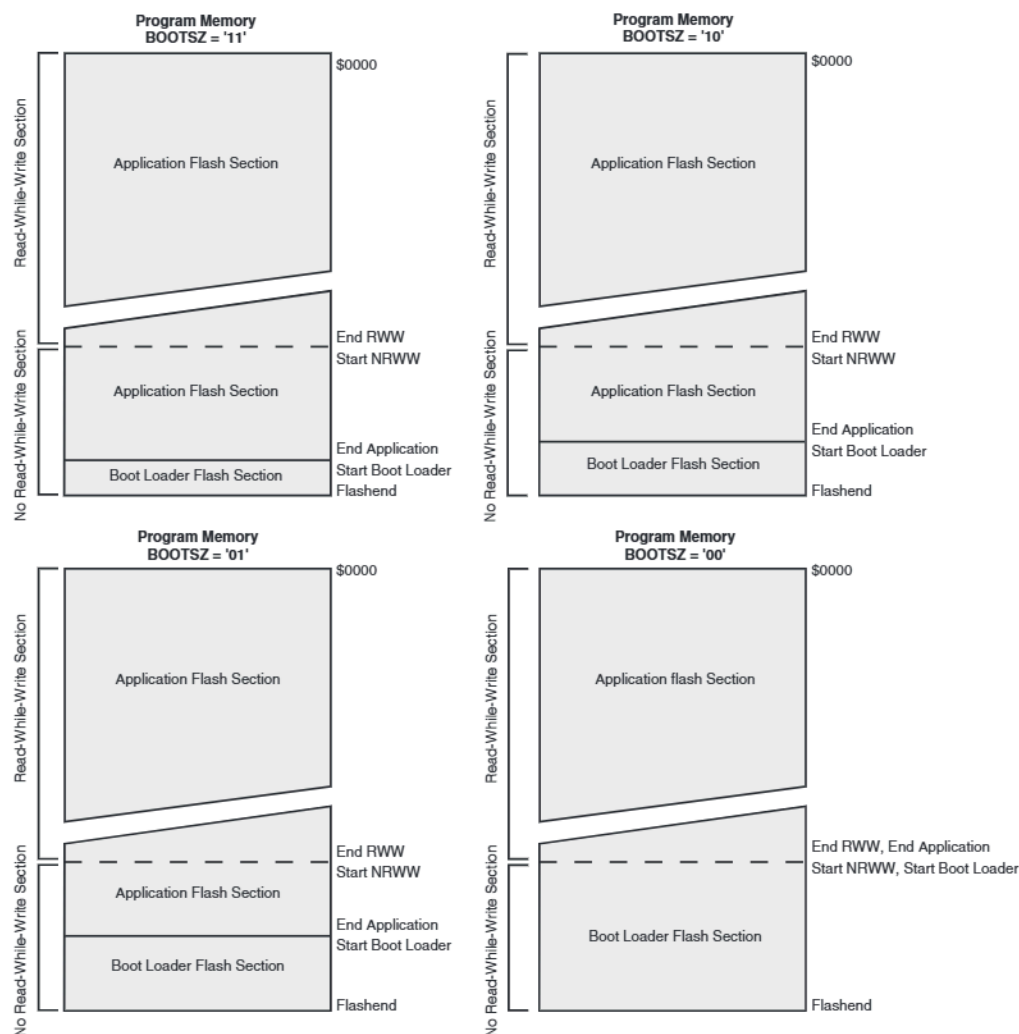 Program Memory
BOOTSZ = '11'
$0000
Read-While-Write Section
Application Flash Section
End RWW
Start NRWW
No Read-While-Write Section
Application Flash Section
End Application
Start Boot Loader
Boot Loader Flash Section
Flashend
Program Memory
BOOTSZ = '10'
$0000
Read-While-Write Section
Application Flash Section
End RWW
Start NRWW
No Read-While-Write Section
Application Flash Section
End Application
Start Boot Loader
Boot Loader Flash Section
Flashend
Program Memory
BOOTSZ = '01'
$0000
Read-While-Write Section
Application Flash Section
End RWW
Start NRWW
No Read-While-Write Section
Application Flash Section
End Application
Start Boot Loader
Boot Loader Flash Section
Flashend
Program Memory
BOOTSZ = '00'
$0000
Read-While-Write Section
Application flash Section
End RWW, End Application
Start NRWW, Start Boot Loader
No Read-While-Write Section
Boot Loader Flash Section
Flashend